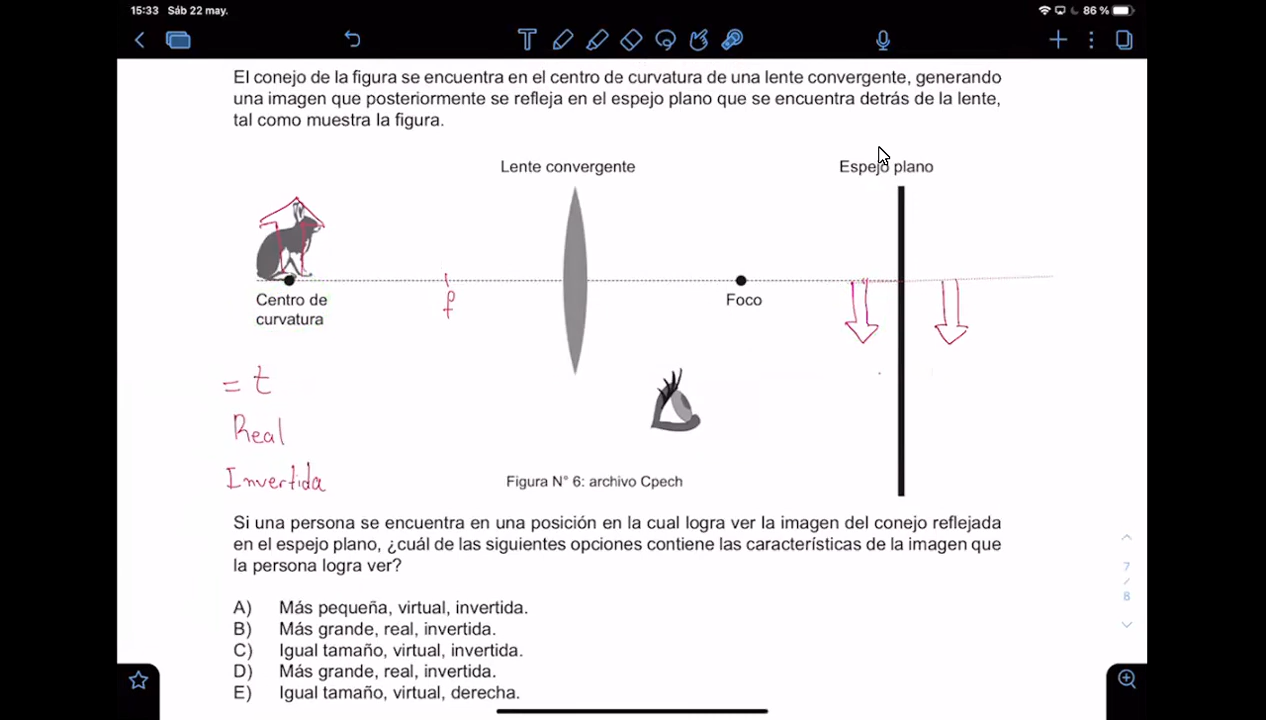 15:33 Sáb 22 may.
86 %
El conejo de la figura se encuentra en el centro de curvatura de una lente convergente, generando
una imagen que posteriormente se refleja en el espejo plano que se encuentra detrás de la lente,
tal como muestra la figura.
Lente convergente
Espejo plano
f
Centro de
curvatura
Foco
= t
Real
Invertida
Figura N° 6: archivo Cpech
Si una persona se encuentra en una posición en la cual logra ver la imagen del conejo reflejada
en el espejo plano, ¿cuál de las siguientes opciones contiene las características de la imagen que
la persona logra ver?
7
/
8
A) Más pequeña, virtual, invertida.
B) Más grande, real, invertida.
C) Igual tamaño, virtual, invertida.
D) Más grande, real, invertida.
E) Igual tamaño, virtual, derecha.